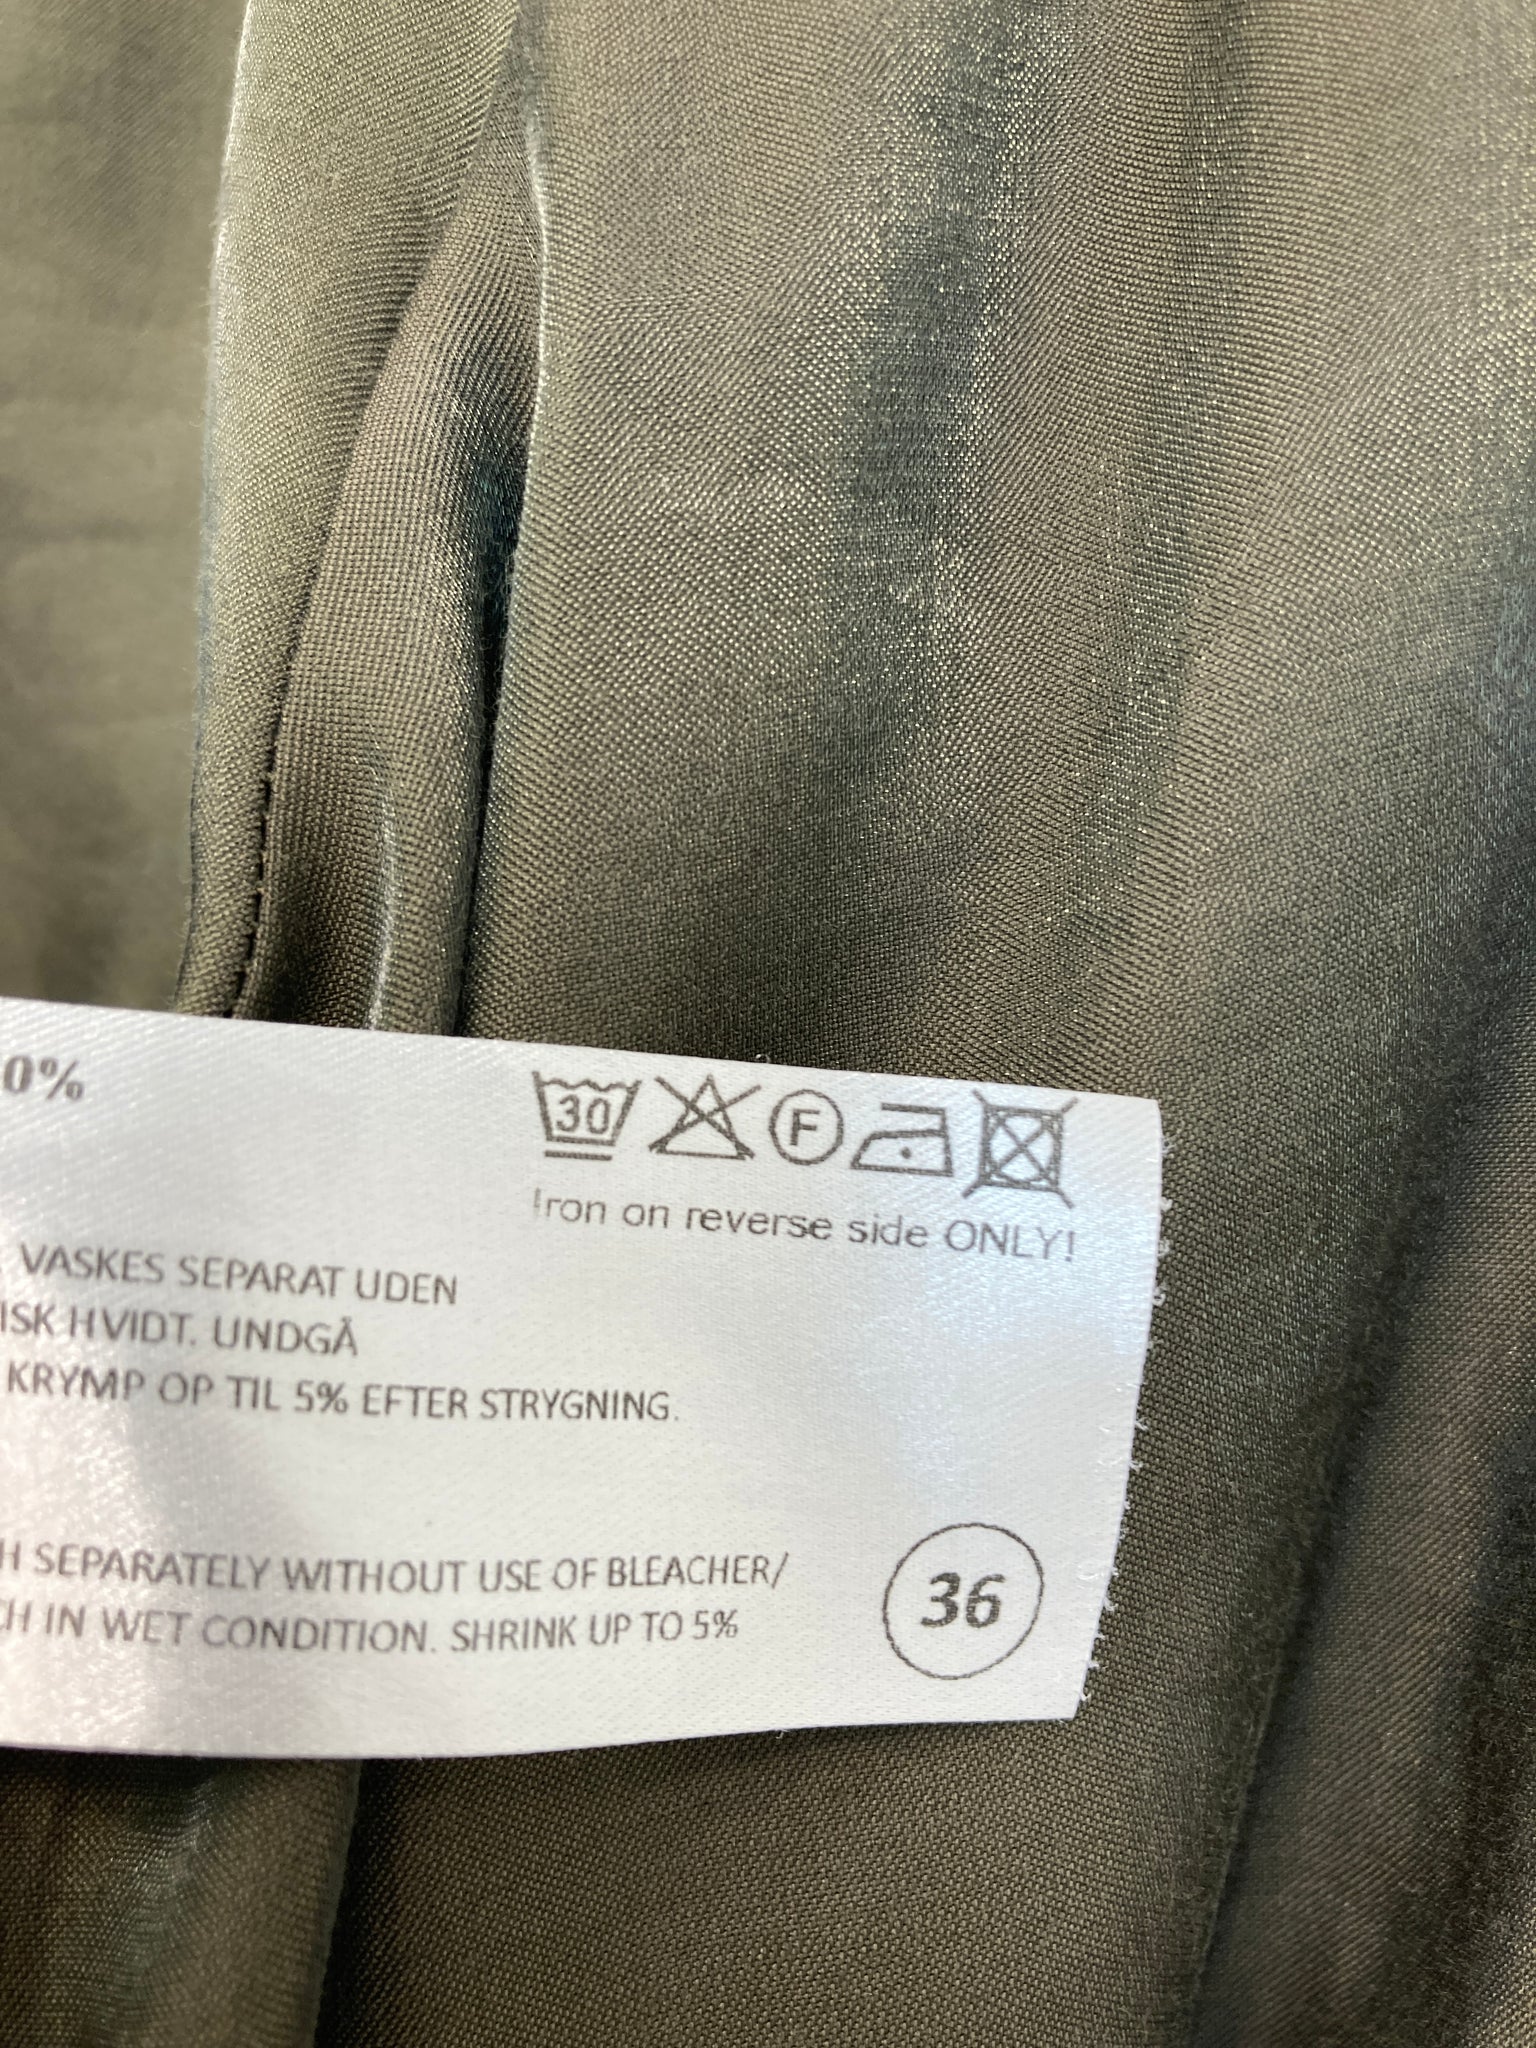 0%
30
F
Iron on reverse side ONLY!
VASKES SEPARAT UDEN
ISK HVIDT. UNDGÅ
KRYMP OP TIL 5% EFTER STRYGNING.
H SEPARATELY WITHOUT USE OF BLEACHER/
CH IN WET CONDITION. SHRINK UP TO 5%
36